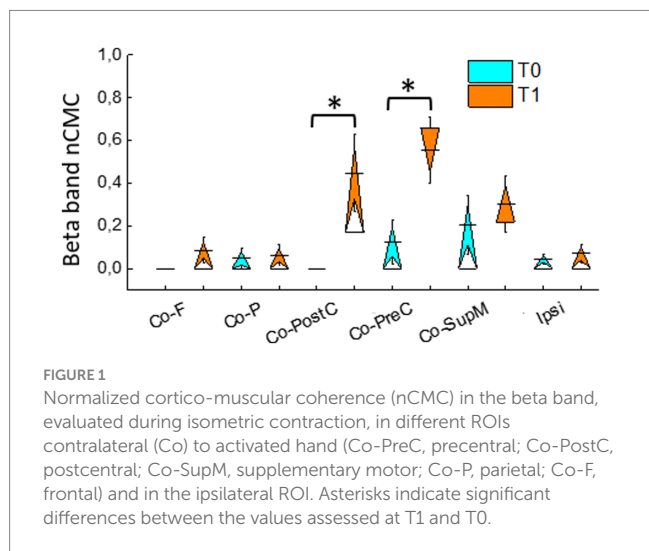 1,0
0,8
0,6
0,4
0,2
0,0
Beta band nCMC
T0
T1
*
*
Co-F
Co-P
Co-PostC
Co-PreC
Co-SupM
Ipsi
FIGURE 1
Normalized cortico-muscular coherence (nCMC) in the beta band,
evaluated during isometric contraction, in different ROIs
contralateral (Co) to activated hand (Co-PreC, precentral; Co-PostC,
postcentral; Co-SupM, supplementary motor; Co-P, parietal; Co-F,
frontal) and in the ipsilateral ROI. Asterisks indicate significant
differences between the values assessed at T1 and T0.